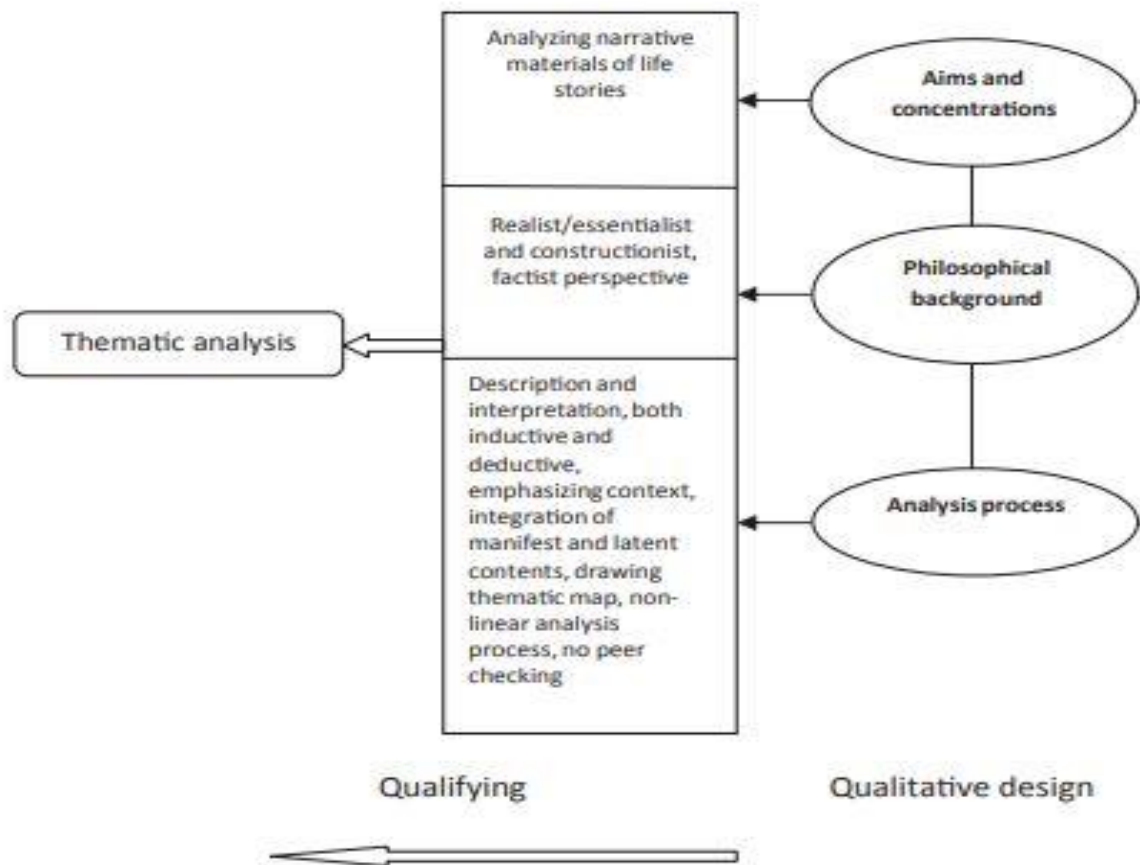 Analyzing narrative
materials of life
stories
Aims and
concentrations
Realist/essentialist
and constructionist,
factist perspective
Philosophical
background
Thematic analysis
Description and
interpretation, both
inductive and
deductive,
emphasizing context,
integration of
manifest and latent
contents, drawing
thematic map, non-
linear analysis
process, no peer
checking
Analysis process
Qualifying
Qualitative design